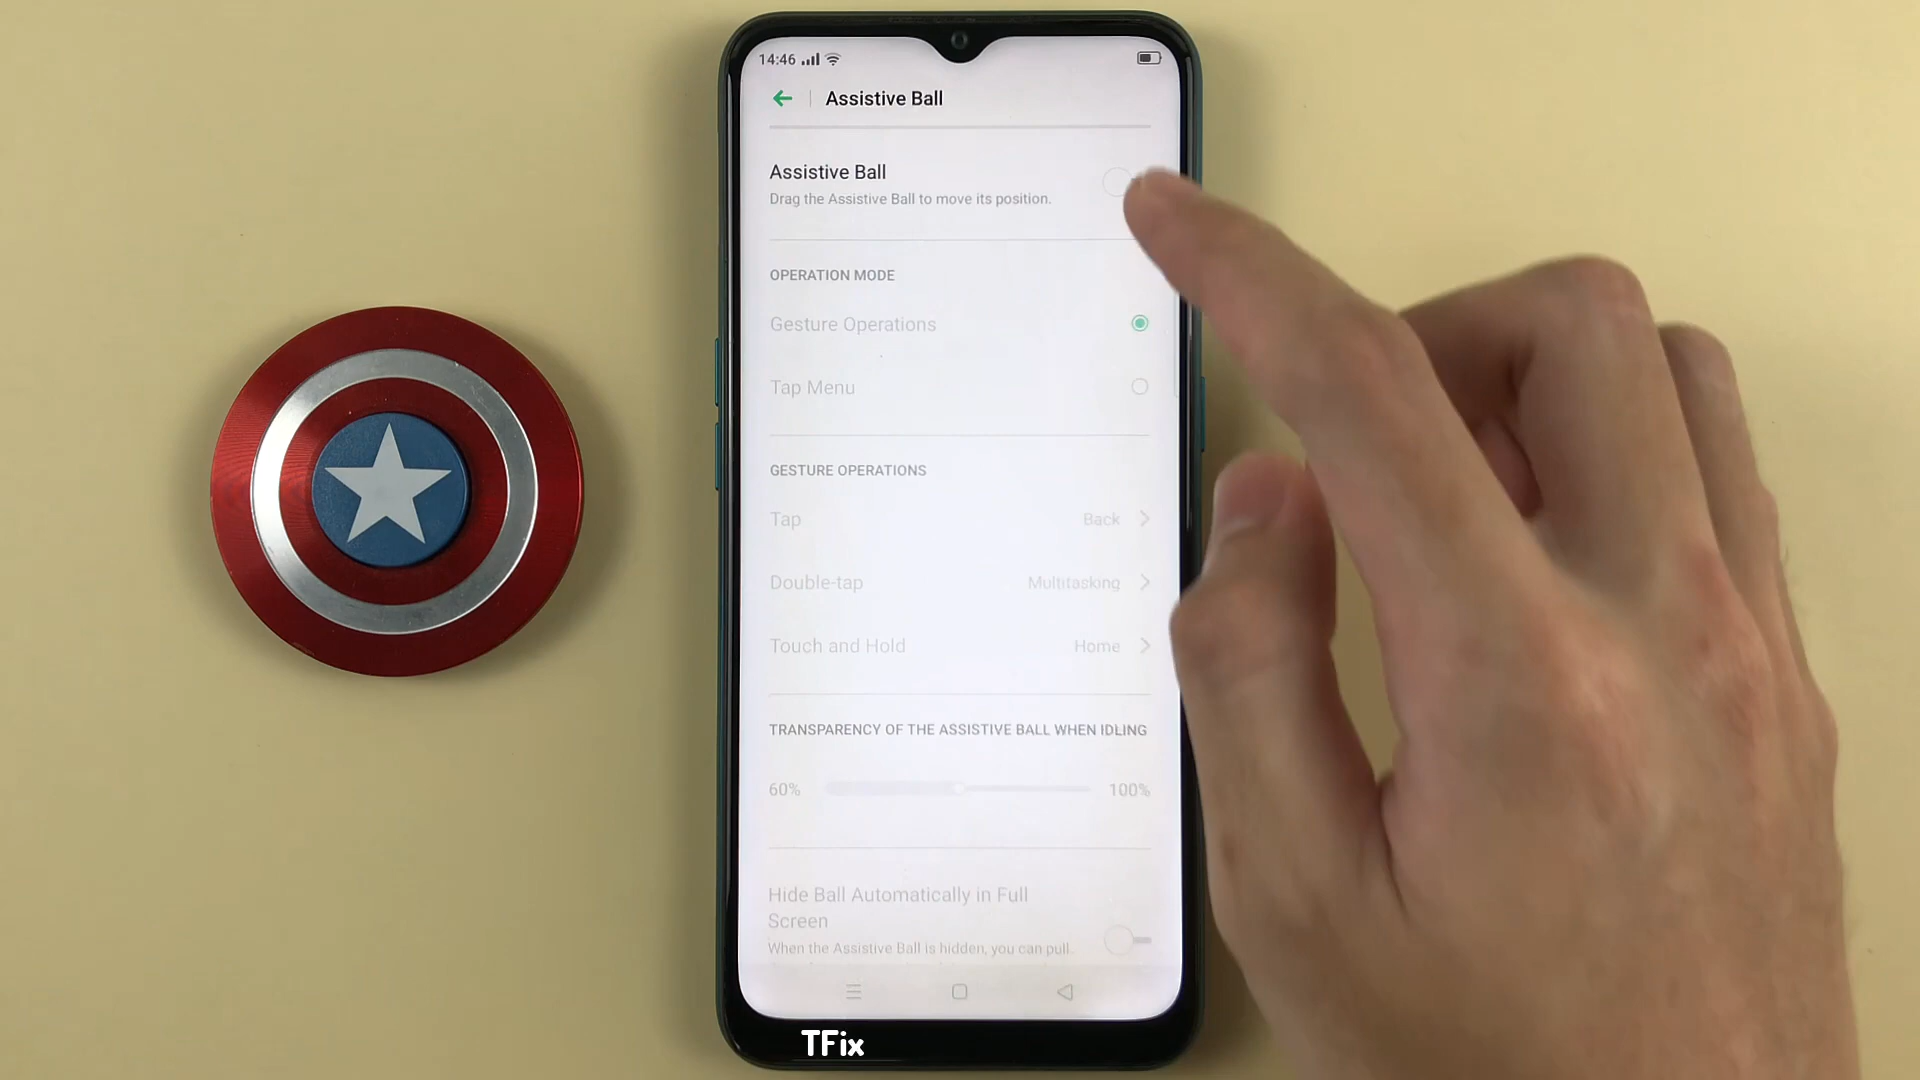 14:46
Assistive Ball
Assistive Ball
Drag the Assistive Ball to move its position.
OPERATION MODE
Gesture Operations
Tap Menu
GESTURE OPERATIONS
Tap Back
Double-tap Multitasking
Touch and Hold Home
TRANSPARENCY OF THE ASSISTIVE BALL WHEN IDLING
60% 100%
Hide Ball Automatically in Full
Screen
When the Assistive Ball is hidden, you can pull
TFix